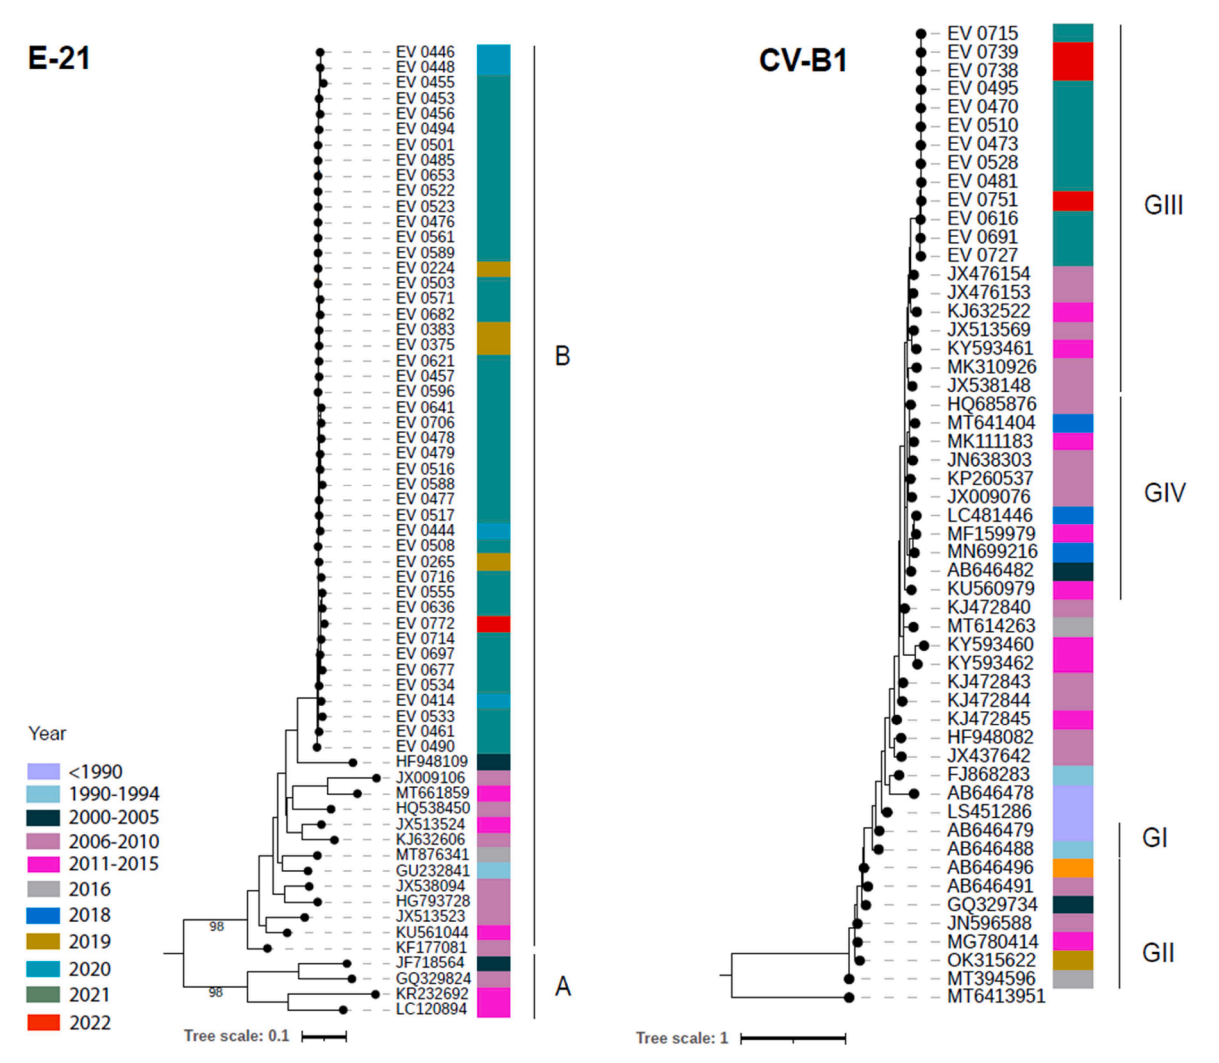 E-21
EV 0446
EV 0448
EV 0455
EV 0453
EV 0456
EV 0494
EV 0501
EV 0485
EV 0653
EV 0522
EV 0523
EV 0476
EV 0561
EV 0589
EV 0224
EV 0503
EV 0571
EV 0682
EV 0383
EV 0375
EV 0621
EV 0457
EV 0596
EV 0641
EV 0706
EV 0478
EV 0479
EV 0516
EV 0588
EV 0477
EV 0517
EV 0444
EV 0508
EV 0265
EV 0716
EV 0555
EV 0636
EV 0772
EV 0714
EV 0697
EV 0677
EV 0534
EV 0414
EV 0533
EV 0461
EV 0490
HF948109
JX009106
MT661859
HQ538450
JX513524
KJ632606
MT876341
GU232841
JX538094
HG793728
JX513523
KU561044
KF177081
JF718564
GQ329824
KR232692
LC120894
B
A
98
98
Tree scale: 0.1
Year
<1990
1990-1994
2000-2005
2006-2010
2011-2015
2016
2018
2019
2020
2021
2022
CV-B1
EV 0715
EV 0739
EV 0738
EV 0495
EV 0470
EV 0510
EV 0473
EV 0528
EV 0481
EV 0751
EV 0616
EV 0691
EV 0727
JX476154
JX476153
KJ632522
JX513569
KY593461
MK310926
JX538148
HQ685876
MT641404
MK111183
JN638303
KP260537
JX009076
LC481446
MF159979
MN699216
AB646482
KU560979
KJ472840
MT614263
KY593460
KY593462
KJ472843
KJ472844
KJ472845
HF948082
JX437642
FJ868283
AB646478
LS451286
AB646479
AB646488
AB646496
AB646491
GQ329734
JN596588
MG780414
OK315622
MT394596
MT6413951
GIII
GIV
GI
GII
Tree scale: 1